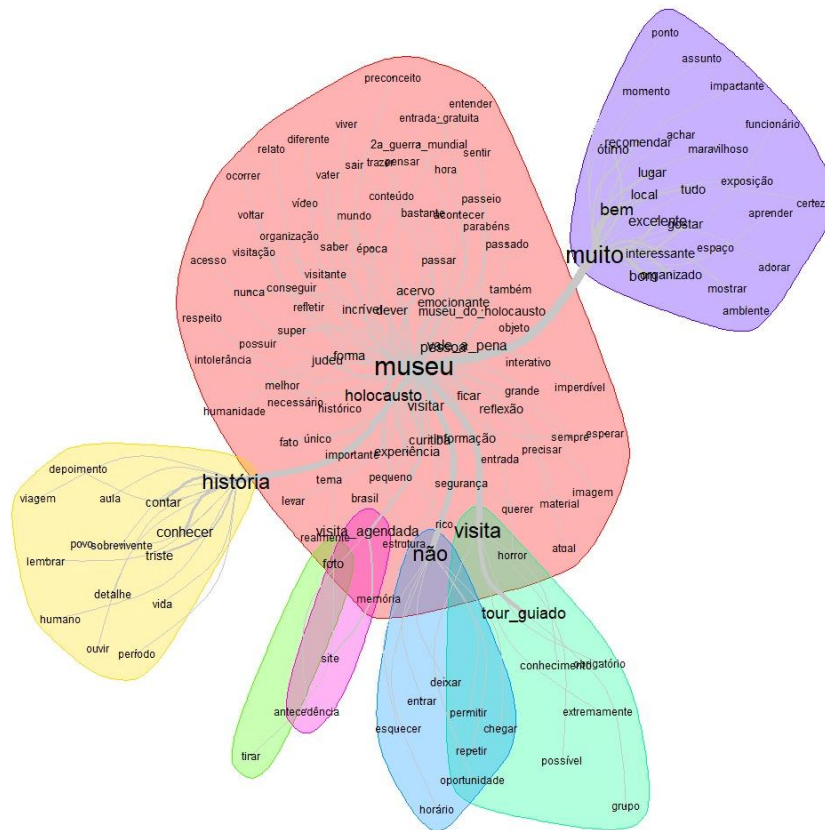 ponto
assunto
preconceito
momento
impactante
entender
viver
entrada_gratuita
funcionário
diferente
recomendar
achar
relato
2a_guerra_mundial
ótimo
maravilhoso
sair
trazer
pensar
sentir
ocorrer
vater
hora
lugar
exposição
vídeo
conteúdo
passeio
local
tudo
certeza
voltar
mundo
bastante
acontecer
bem
aprender
parabéns
excelente
gostar
organização
saber
época
passado
acesso
visitação
passar
muito
interessante
espaço
visitante
também
bom
organizado
adorar
nunca
conseguir
acervo
mostrar
refletir
incrível
dever
emocionante
museu_do_holocausto
ambiente
respeito
super
objeto
possuir
forma
pessoa
vale_a_pena
intolerância
judeu
museu
interativo
melhor
ficar
grande
imperdível
necessário
holocausto
humanidade
histórico
visitar
reflexão
fato
único
curitiba
informação
sempre
esperar
importante
experiência
entrada
precisar
depoimento
história
tema
pequeno
segurança
imagem
viagem
aula
contar
levar
brasil
querer
material
conhecer
realmente
visita_agendada
rico
visita
povo
sobrevivente
estrutura
não
horror
atual
lembrar
triste
foto
detalhe
vida
memória
tour_guiado
humano
ouvir
período
site
conhecimento
obrigatório
deixar
antecedência
entrar
permitir
extremamente
esquecer
chegar
tirar
repetir
possível
oportunidade
horário
grupo